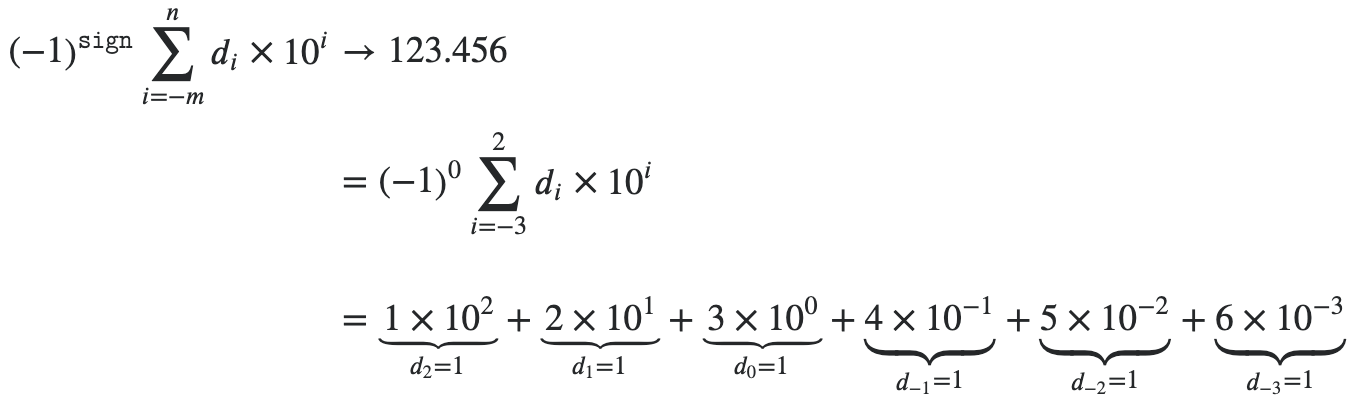 (−1)^sign ∑_{i=−m}^{n} d_i × 10^i → 123.456
= (−1)^0 ∑_{i=−3}^{2} d_i × 10^i
= 1 × 10^2 + 2 × 10^1 + 3 × 10^0 + 4 × 10^−1 + 5 × 10^−2 + 6 × 10^−3
d_2=1 d_1=1 d_0=1 d_−1=1 d_−2=1 d_−3=1